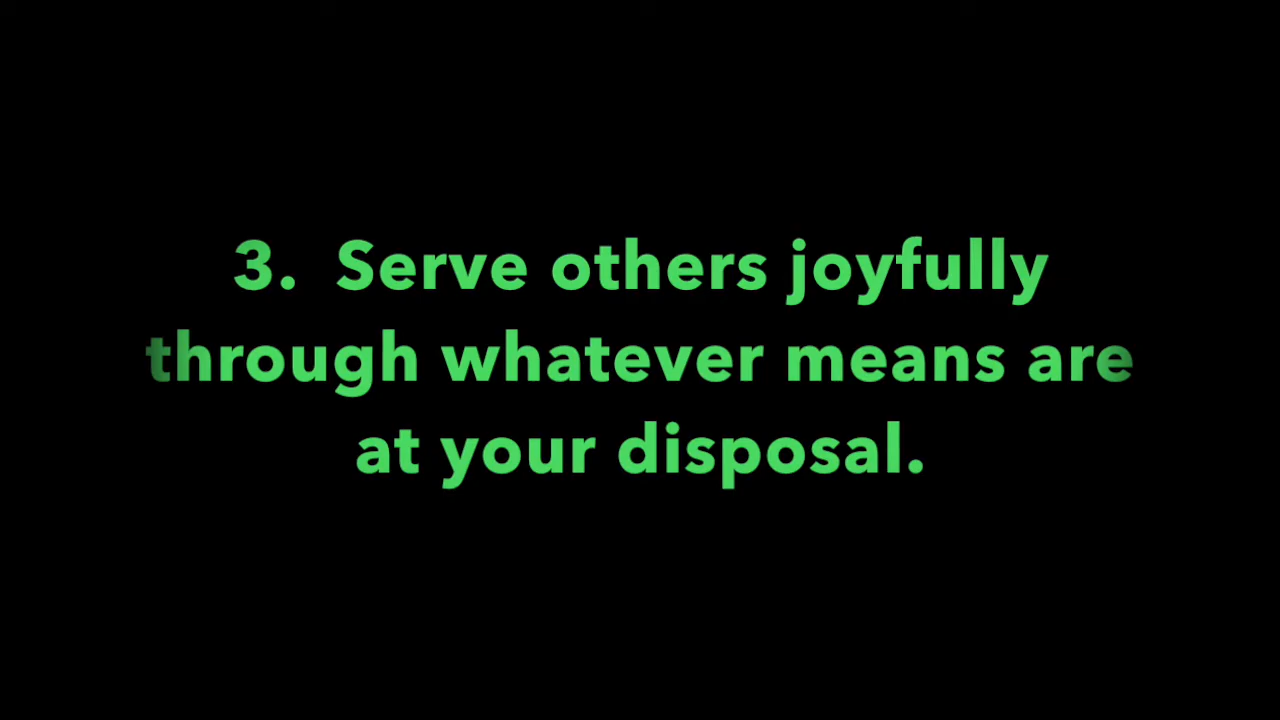 3.  Serve others joyfully
through whatever means are
at your disposal.